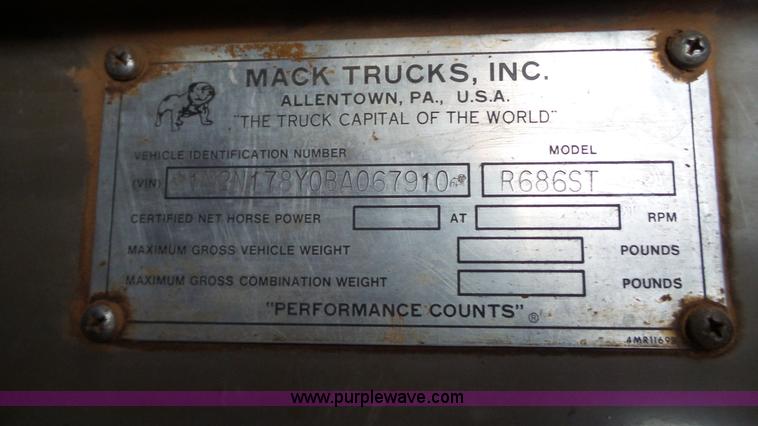 MACK TRUCKS, INC.
ALLENTOWN, PA., U.S.A.
"THE TRUCK CAPITAL OF THE WORLD"
VEHICLE IDENTIFICATION NUMBER MODEL
(VIN) R686ST
CERTIFIED NET HORSE POWER AT RPM
MAXIMUM GROSS VEHICLE WEIGHT POUNDS
MAXIMUM GROSS COMBINATION WEIGHT POUNDS
"PERFORMANCE COUNTS"®
www.purplewave.com